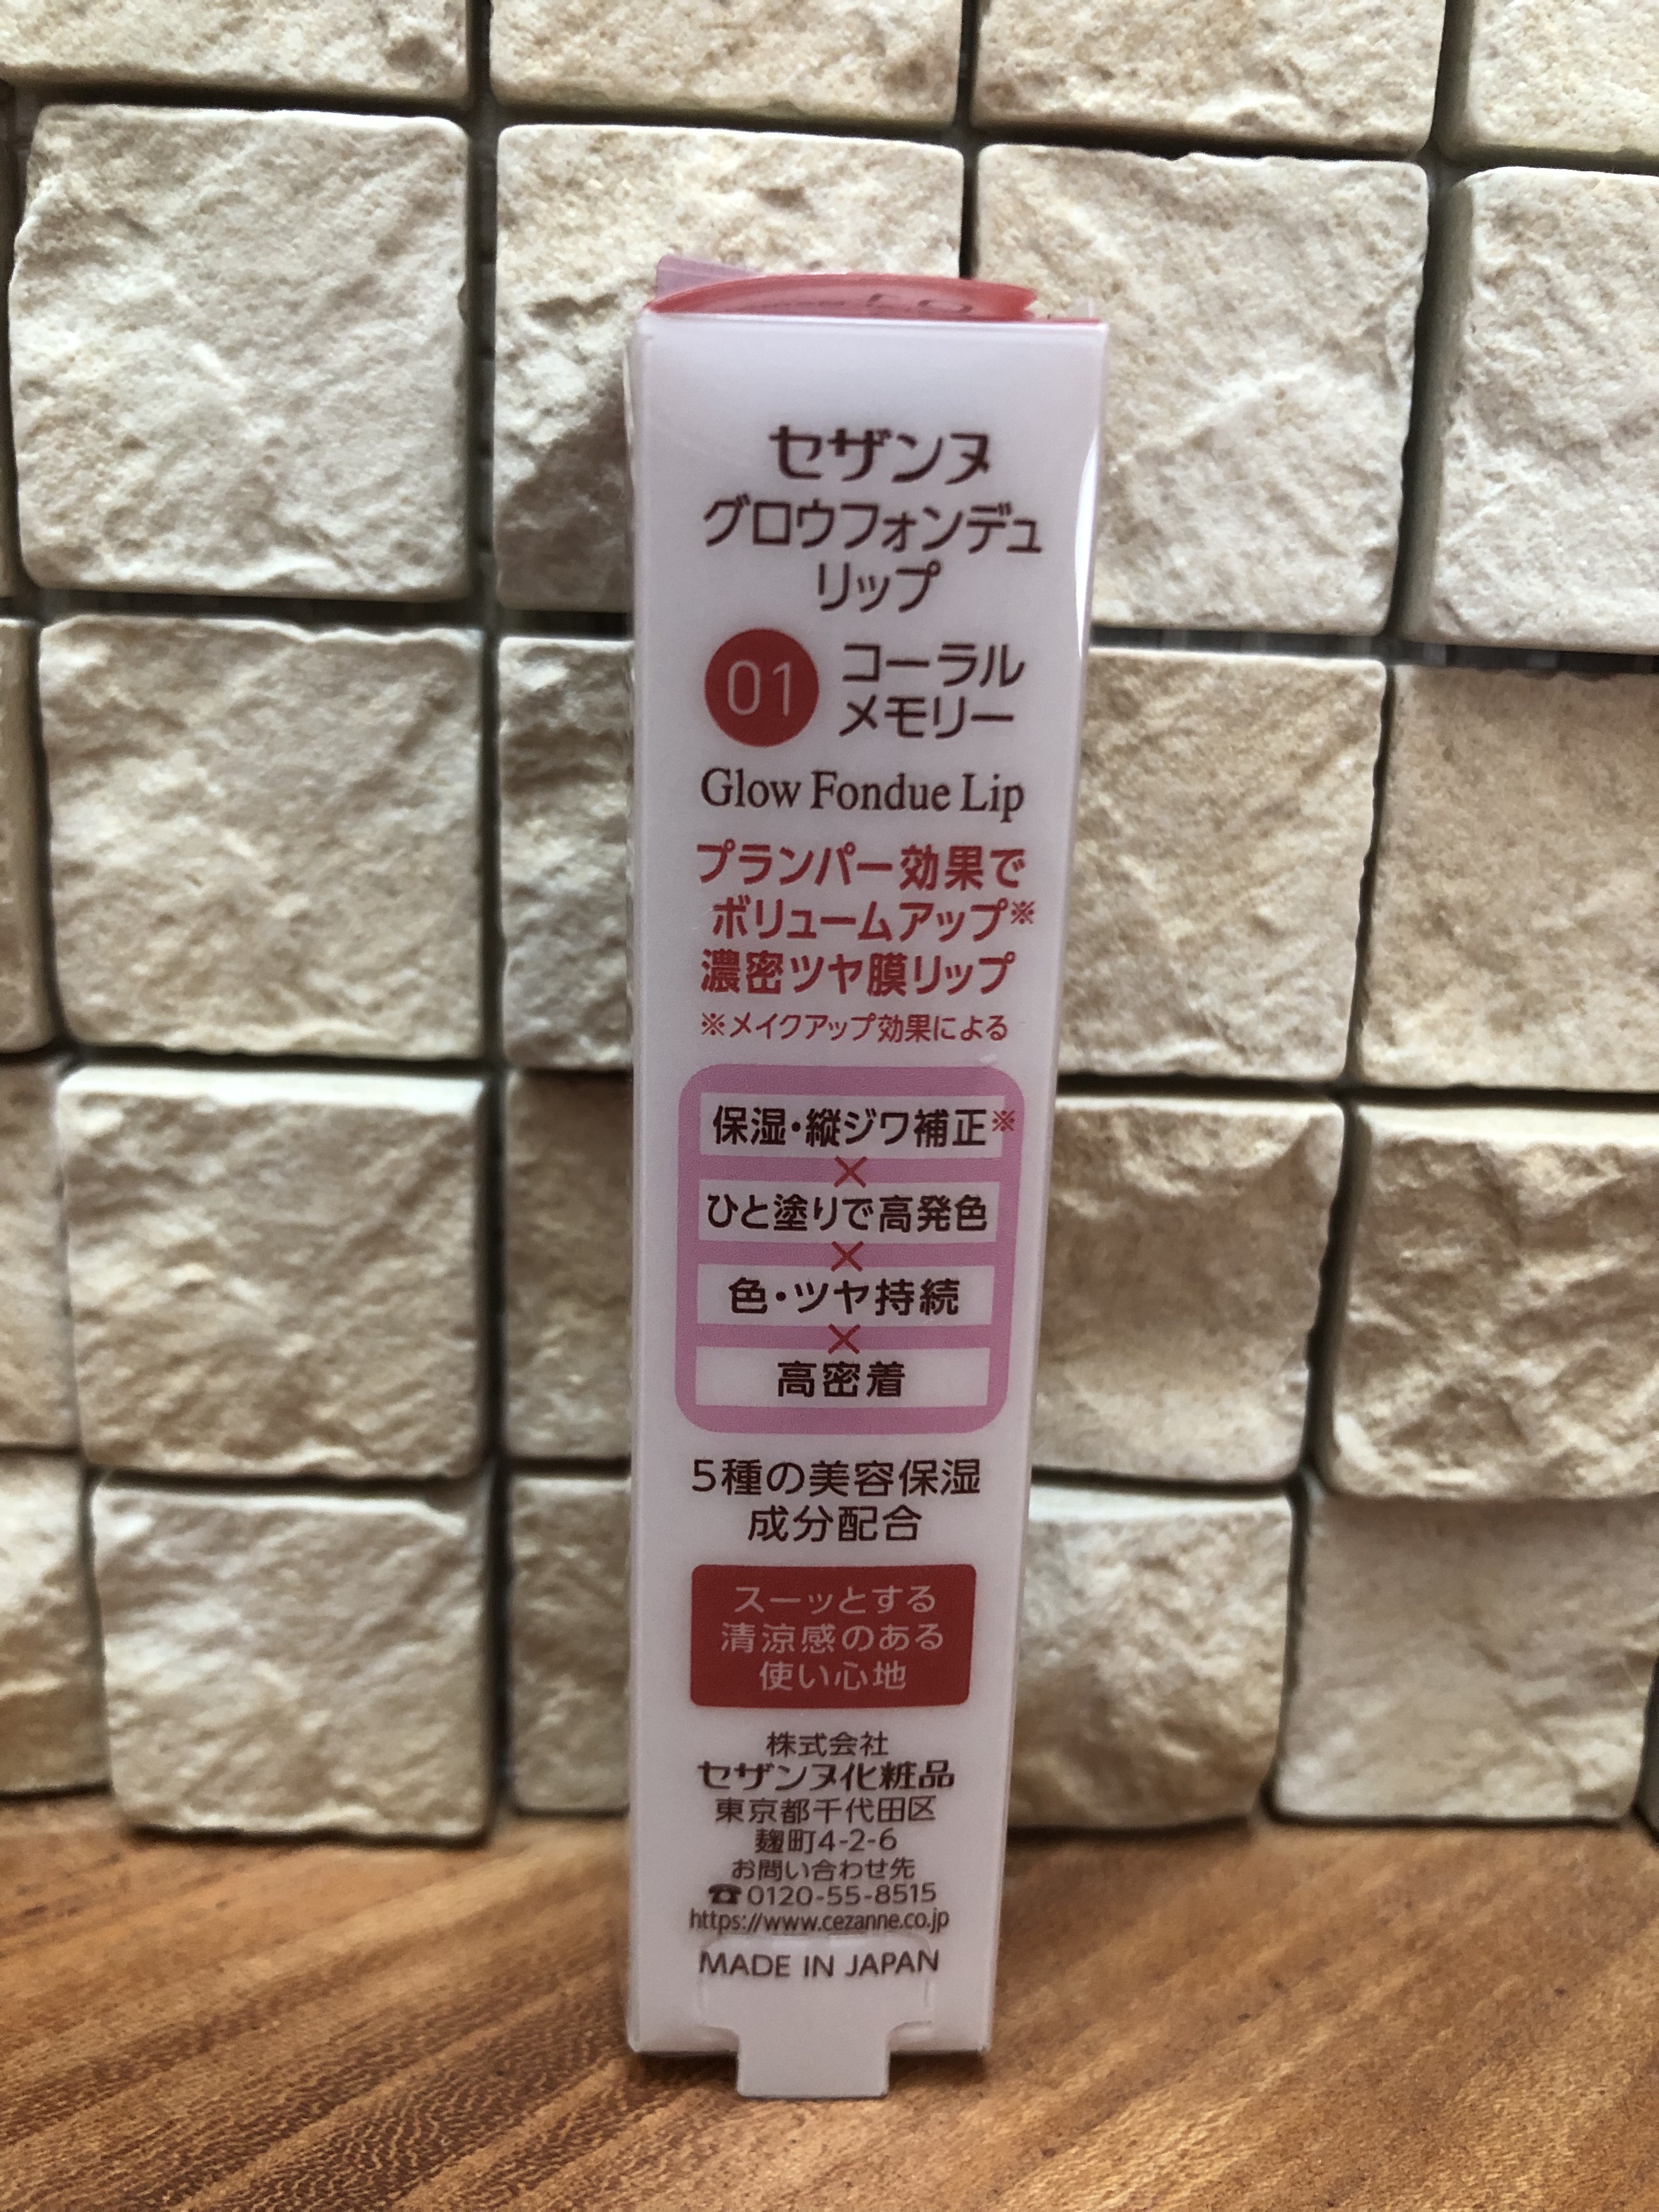 セザンヌ
グロウフォンデュ
リップ
01 コーラル
メモリー
Glow Fondue Lip
プランパー効果で
ボリュームアップ※
濃密ツヤ膜リップ
※メイクアップ効果による
保湿・縦ジワ補正※
×
ひと塗りで高発色
×
色・ツヤ持続
×
高密着
5種の美容保湿
成分配合
スーッとする
清涼感のある
使い心地
株式会社
セザンヌ化粧品
東京都千代田区
麹町4-2-6
お問い合わせ先
☎0120-55-8515
https://www.cezanne.co.jp
MADE IN JAPAN